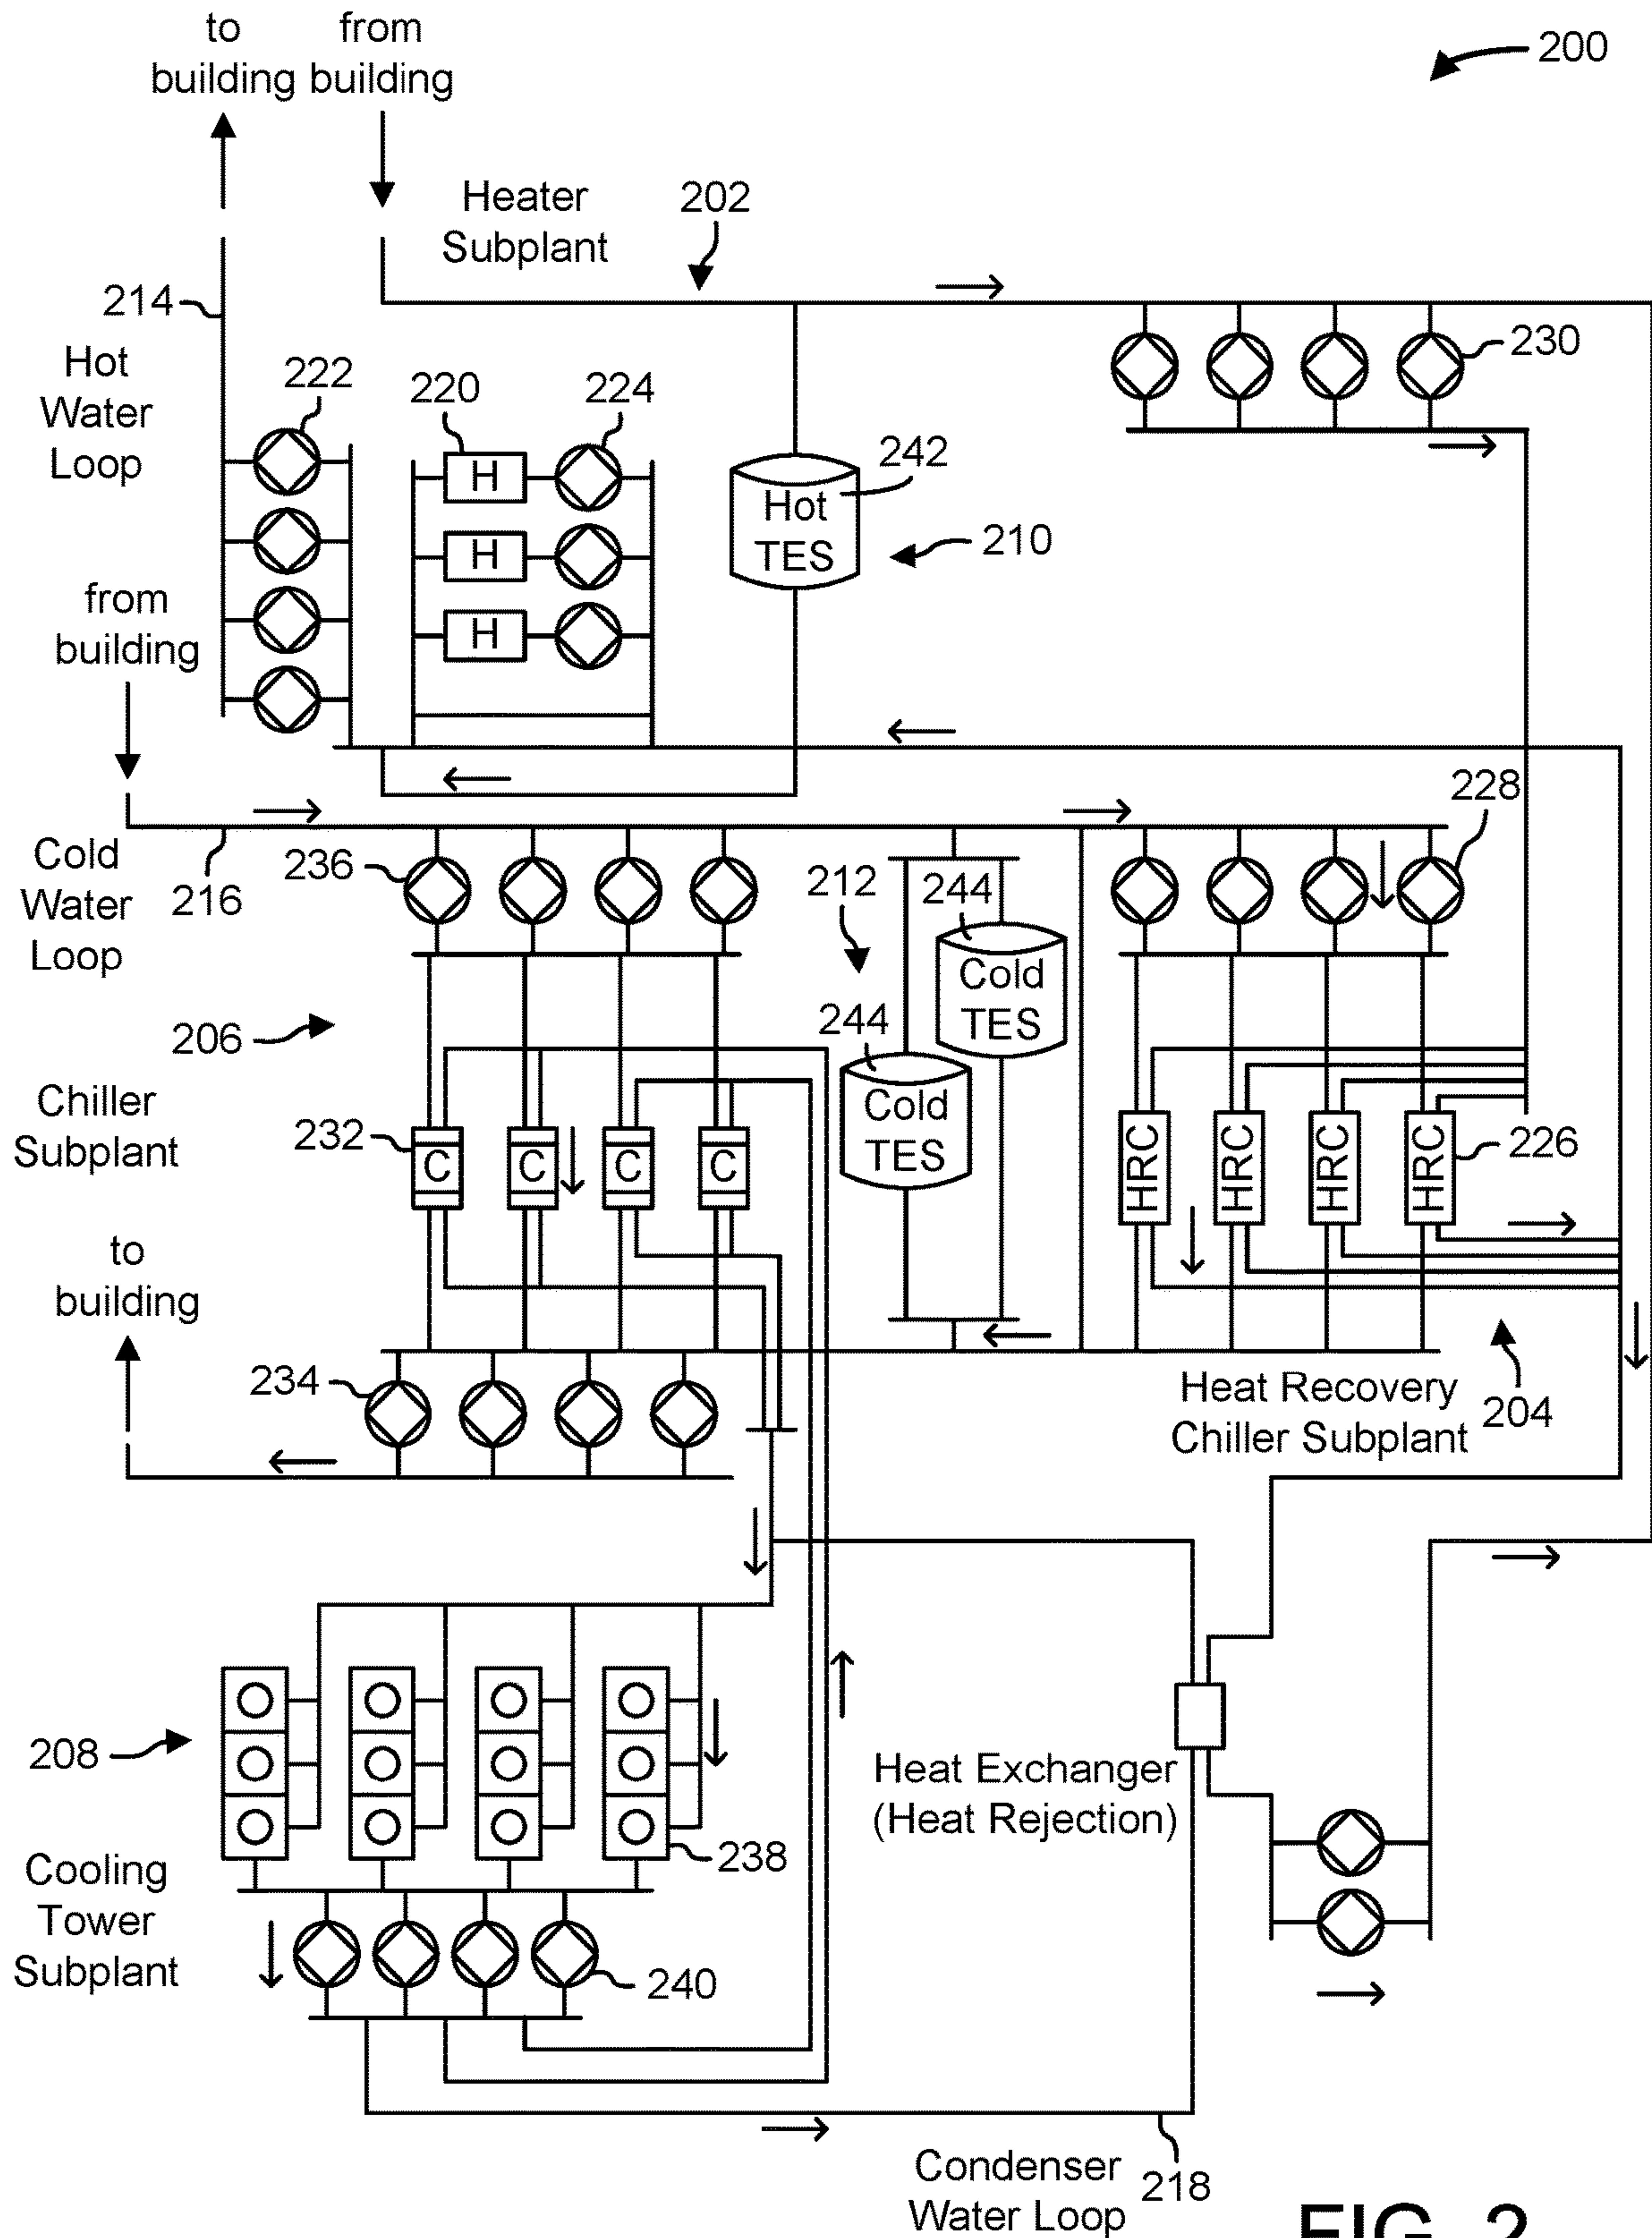 to
building
from
building
200
Heater
Subplant
202
214
Hot
Water
Loop
222
220
224
230
H
H
H
Hot
TES
242
210
from
building
228
Cold
Water
Loop
216
236
212
244
Cold
TES
244
Cold
TES
206
Chiller
Subplant
232
C
C
C
C
HRC
HRC
HRC
HRC
226
to
building
234
Heat Recovery
Chiller Subplant
204
208
Heat Exchanger
(Heat Rejection)
238
Cooling
Tower
Subplant
240
Condenser
Water Loop
218
FIG. 2